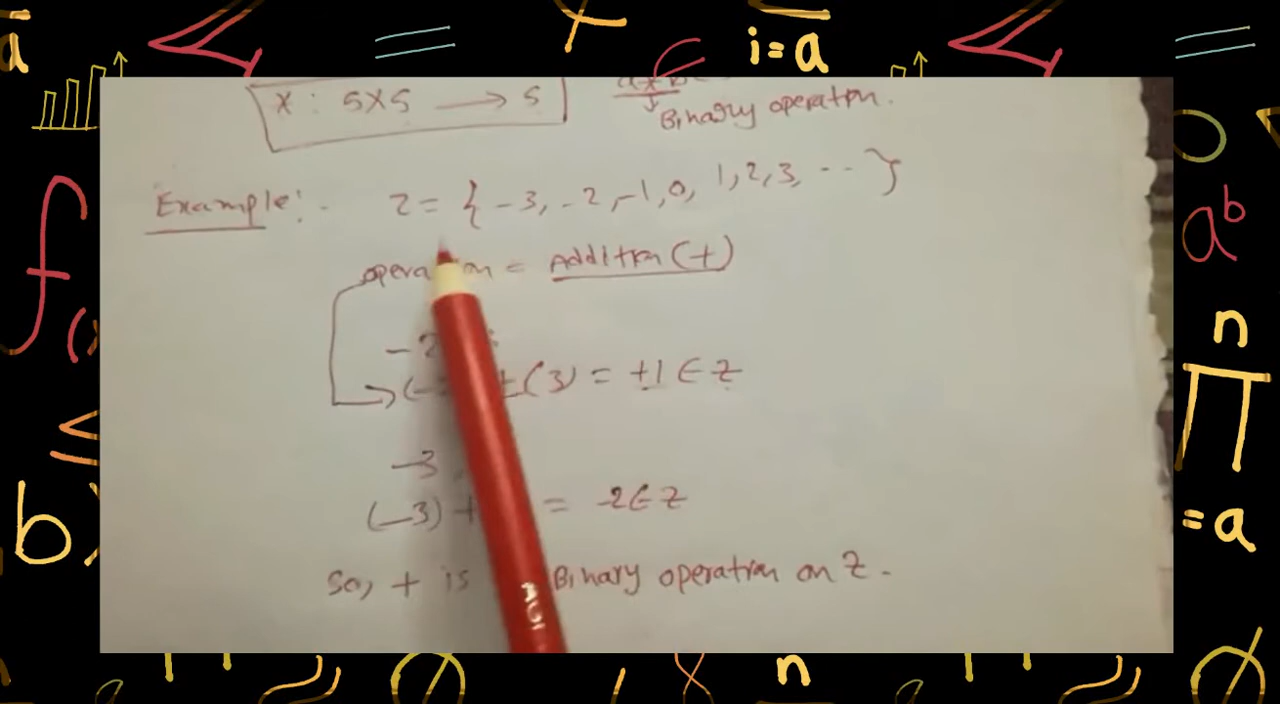 * : S×S → S
Binary operation.
Example:- Z = { -3, -2, -1, 0, 1, 2, 3, -- }
operation = Addition (+)
-2
+(3) = +1 ∈ Z
-3
(-3) + = -2 ∈ Z
So, + is Binary operation on Z.